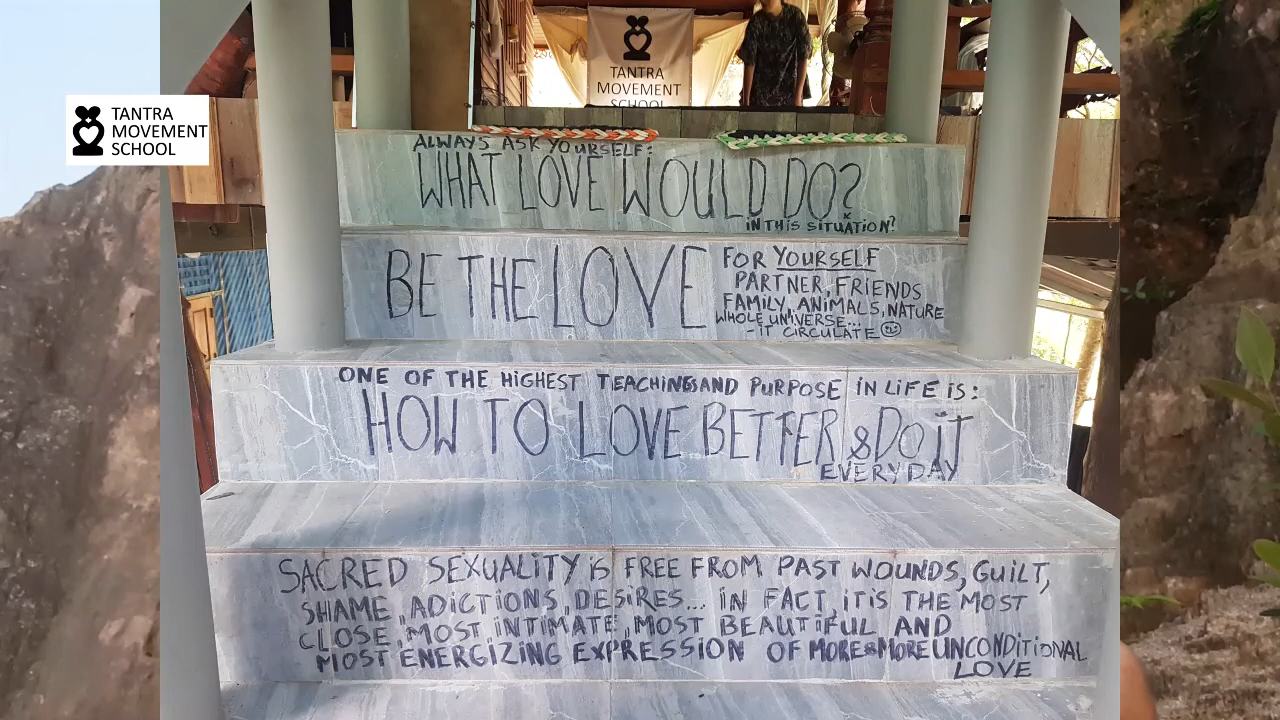 TANTRA
MOVEMENT
SCHOOL
TANTRA
MOVEMENT
SCHOOL
ALWAYS ASK YOURSELF:
WHAT LOVE WOULD DO?
IN THIS SITUATION?
BE THE LOVE
FOR YOURSELF
PARTNER, FRIENDS
FAMILY, ANIMALS, NATURE
WHOLE UNIVERSE...
-IT CIRCULATE ☺
ONE OF THE HIGHEST TEACHINGS AND PURPOSE IN LIFE IS:
HOW TO LOVE BETTER & DO IT
EVERYDAY
SACRED SEXUALITY IS FREE FROM PAST WOUNDS, GUILT,
SHAME, ADICTIONS, DESIRES... IN FACT, IT IS THE MOST
CLOSE, MOST INTIMATE, MOST BEAUTIFUL AND
MOST ENERGIZING EXPRESSION OF MORE&MORE UNCONDITIONAL
LOVE